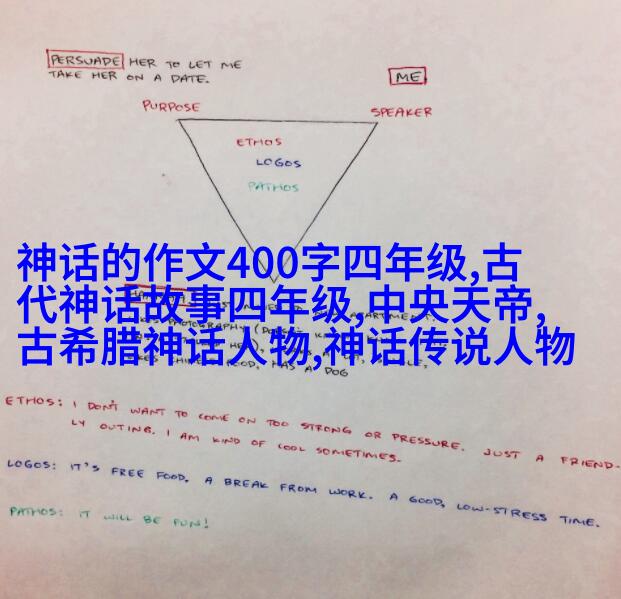 PERSUADE HER TO LET ME
TAKE HER ON A DATE.
ME
PURPOSE
SPEAKER
ETHOS
LOGOS
PATHOS
神话的作文400字四年级,古
代神话故事四年级,中央天帝,
古希腊神话人物,神话传说人物
HAS A DOG
ETHOS: I DON'T WANT TO COME ON TOO STRONG OR PRESSURE. JUST A FRIEND-
LY OUTING. I AM KIND OF COOL SOMETIMES.
LOGOS: IT'S FREE FOOD. A BREAK FROM WORK. A GOOD, LOW-STRESS TIME.
PATHOS: IT WILL BE FUN!